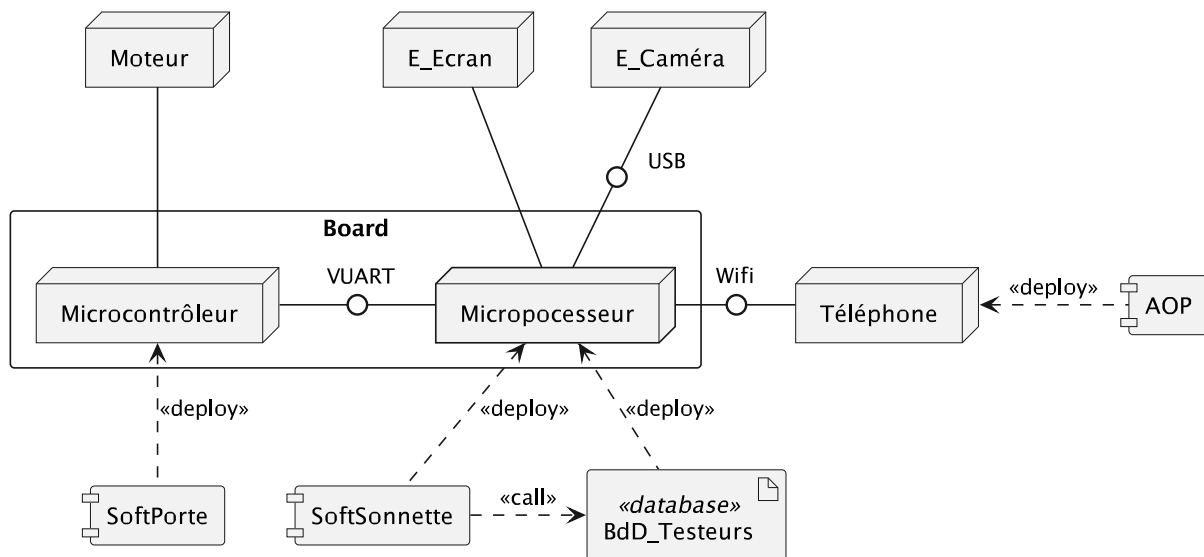 Moteur
E_Ecran
E_Caméra
USB
Board
VUART
Wifi
Microcontrôleur
Micropocesseur
Téléphone
«deploy»
AOP
«deploy»
«deploy»
«deploy»
SoftPorte
SoftSonnette
«call»
«database»
BdD_Testeurs